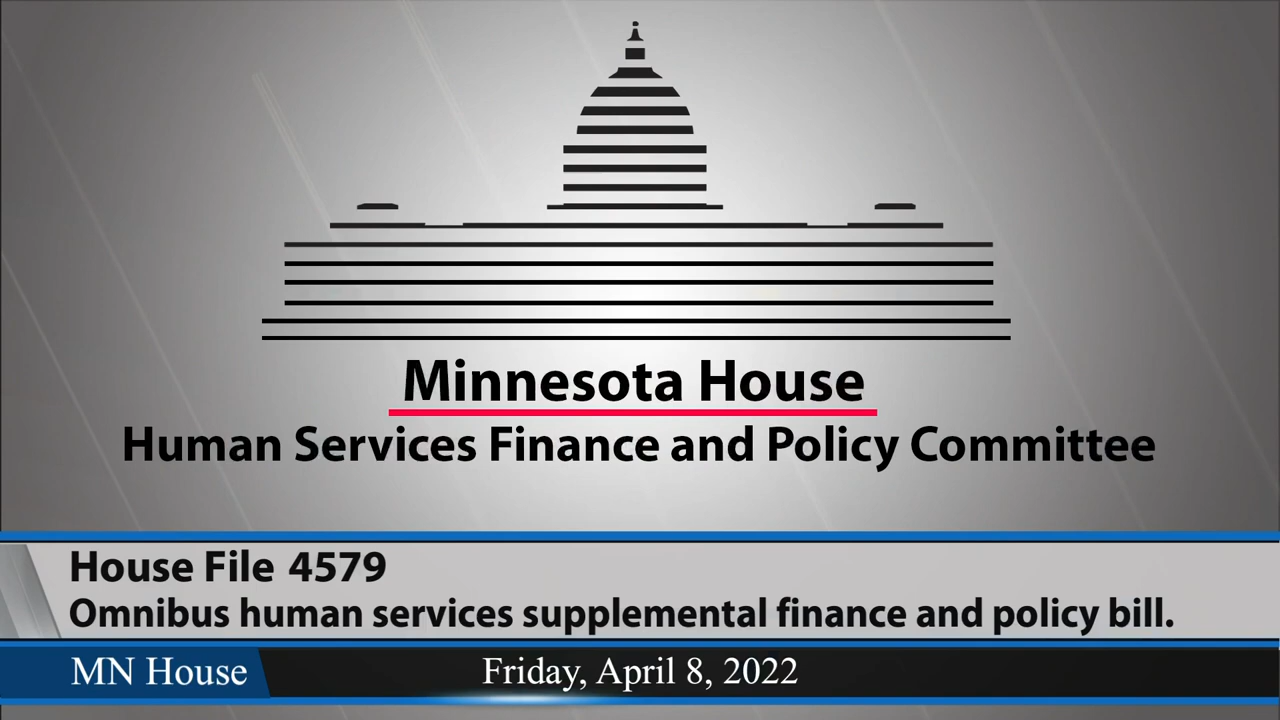 Minnesota House
Human Services Finance and Policy Committee
House File 4579
Omnibus human services supplemental finance and policy bill.
MN House
Friday, April 8, 2022